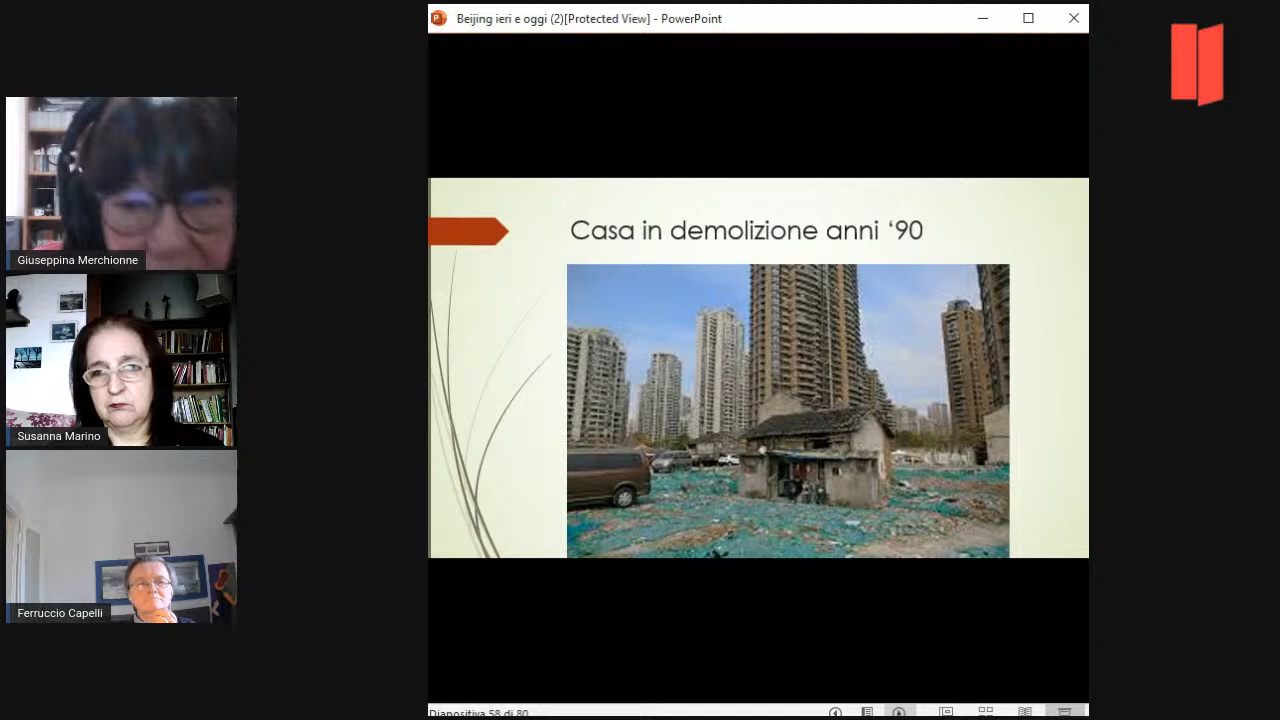 Beijing ieri e oggi (2)[Protected View] - PowerPoint
Giuseppina Merchionne
Susanna Marino
Ferruccio Capelli
Casa in demolizione anni ‘90
Diapositiva 58 di 80